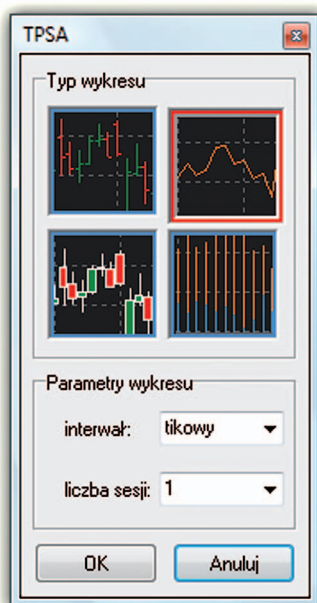 TPSA
Typ wykresu
Parametry wykresu
interwał: tikowy
liczba sesji: 1
OK Anuluj